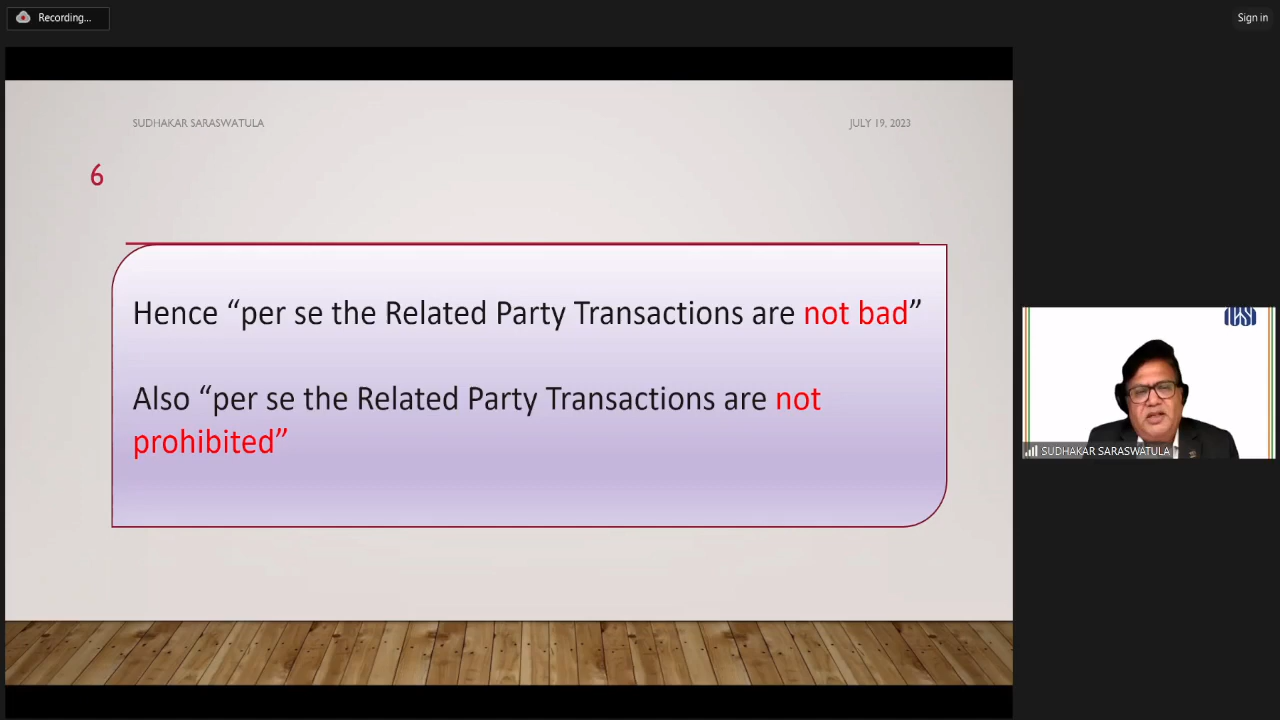 Recording...
Sign in
SUDHAKAR SARASWATULA
JULY 19, 2023
6
Hence “per se the Related Party Transactions are not bad”
Also “per se the Related Party Transactions are not
prohibited”
SUDHAKAR SARASWATULA